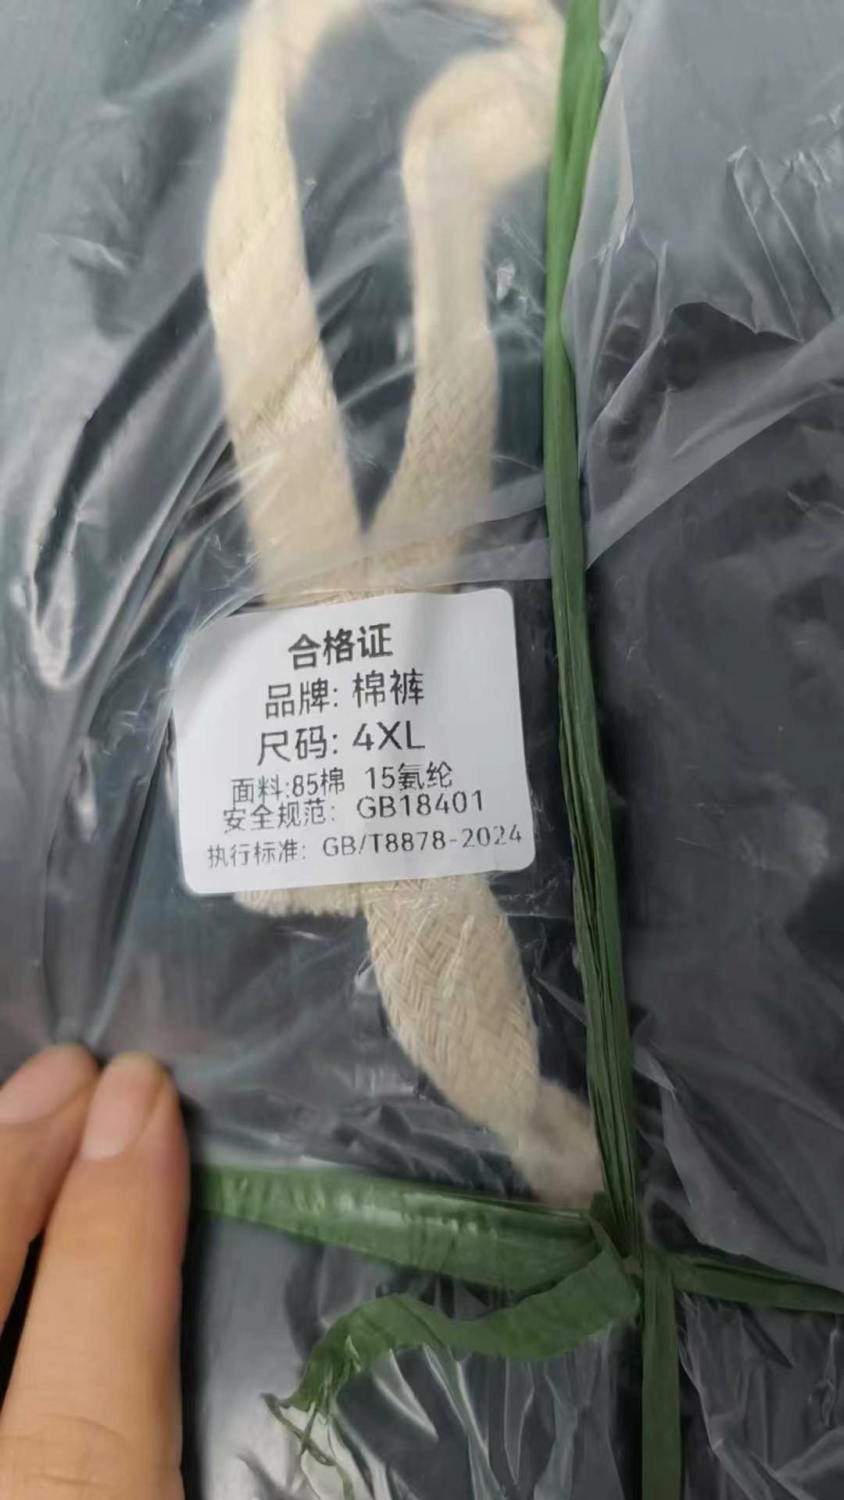 合格证
品牌: 棉裤
尺码: 4XL
面料:85棉 15氨纶
安全规范: GB18401
执行标准: GB/T8878-2024